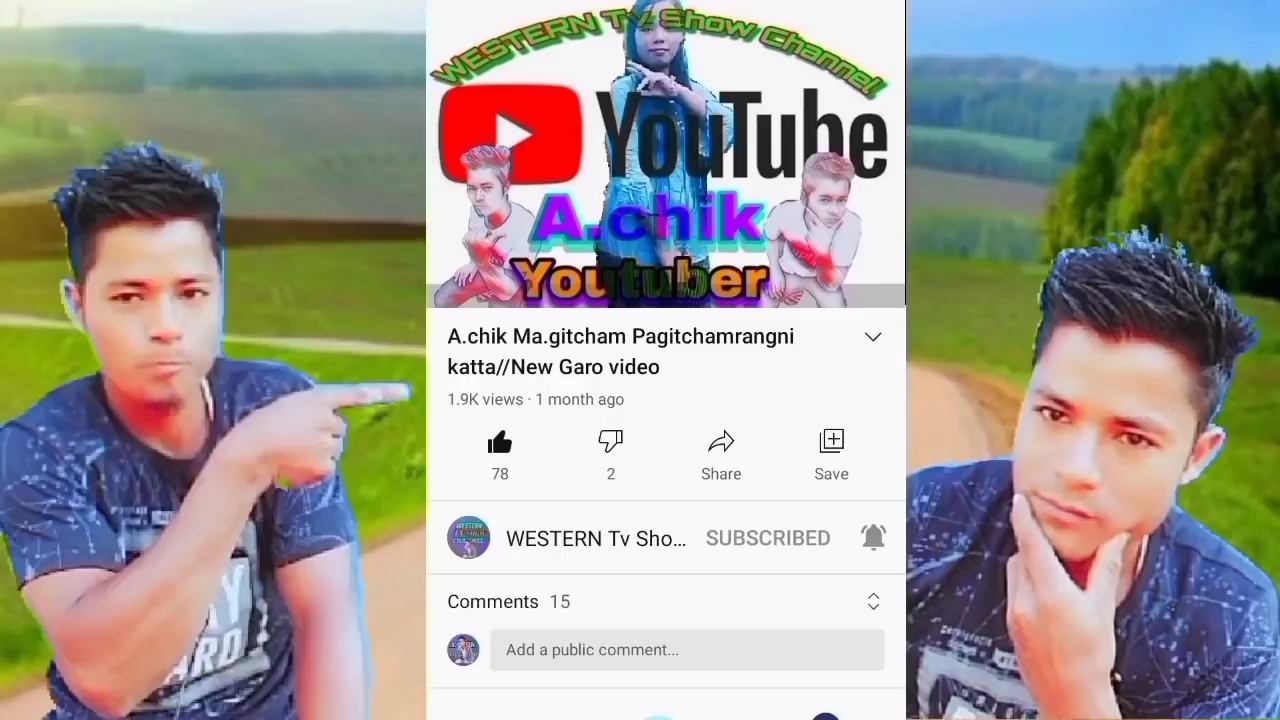 WESTERN Tv Show Channel
YouTube
A.chik
Youtuber
A.chik Ma.gitcham Pagitchamrangni
katta//New Garo video
1.9K views · 1 month ago
78
2
Share
Save
WESTERN Tv Sho...
SUBSCRIBED
Comments 15
Add a public comment...